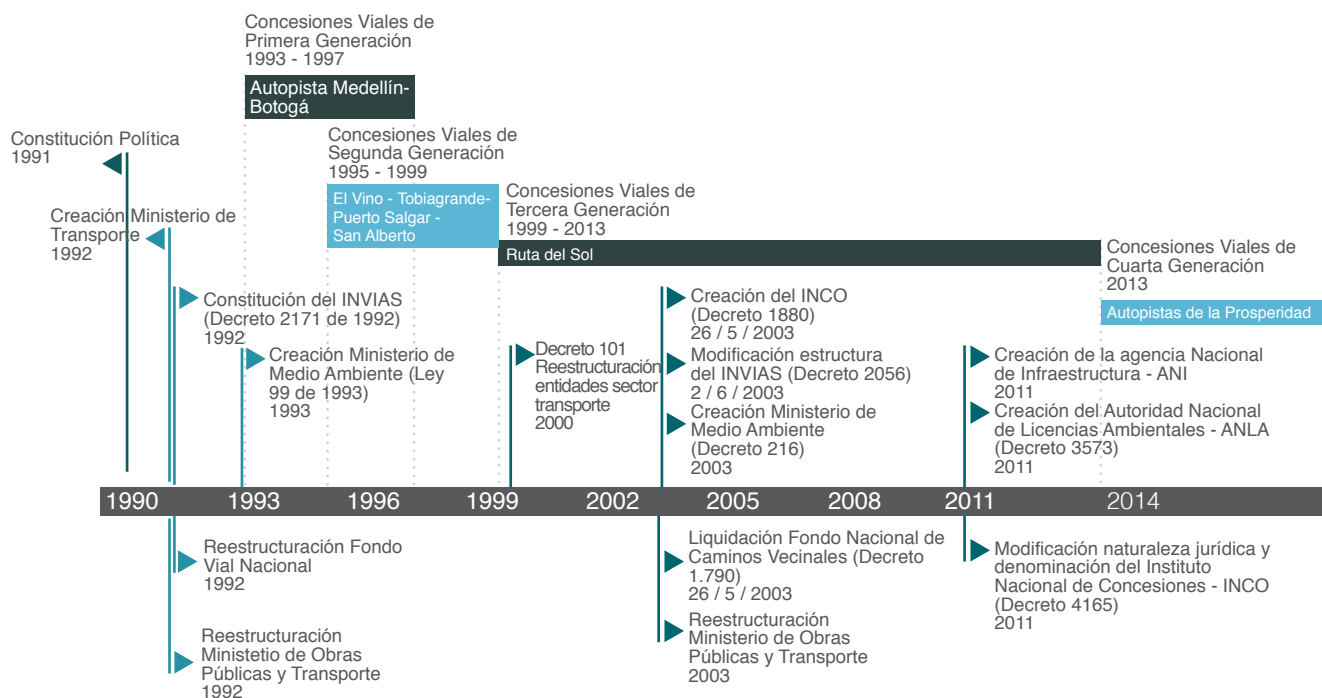 Concesiones Viales de
Primera Generación
1993 - 1997
Autopista Medellín-
Botogá
Constitución Política
1991
Concesiones Viales de
Segunda Generación
1995 - 1999
El Vino - Tobiagrande-
Puerto Salgar -
San Alberto
Concesiones Viales de
Tercera Generación
1999 - 2013
Ruta del Sol
Concesiones Viales de
Cuarta Generación
2013
Autopistas de la Prosperidad
Creación Ministerio de
Transporte
1992
Constitución del INVIAS
(Decreto 2171 de 1992)
1992
Creación Ministerio de
Medio Ambiente (Ley
99 de 1993)
1993
Decreto 101
Reestructuración
entidades sector
transporte
2000
Creación del INCO
(Decreto 1880)
26 / 5 / 2003
Modificación estructura
del INVIAS (Decreto 2056)
2 / 6 / 2003
Creación Ministerio de
Medio Ambiente
(Decreto 216)
2003
Creación de la agencia Nacional
de Infraestructura - ANI
2011
Creación del Autoridad Nacional
de Licencias Ambientales - ANLA
(Decreto 3573)
2011
1990 1993 1996 1999 2002 2005 2008 2011 2014
Reestructuración Fondo
Vial Nacional
1992
Reestructuración
Ministetio de Obras
Públicas y Transporte
1992
Liquidación Fondo Nacional de
Caminos Vecinales (Decreto
1.790)
26 / 5 / 2003
Reestructuración
Ministerio de Obras
Públicas y Transporte
2003
Modificación naturaleza jurídica y
denominación del Instituto
Nacional de Concesiones - INCO
(Decreto 4165)
2011